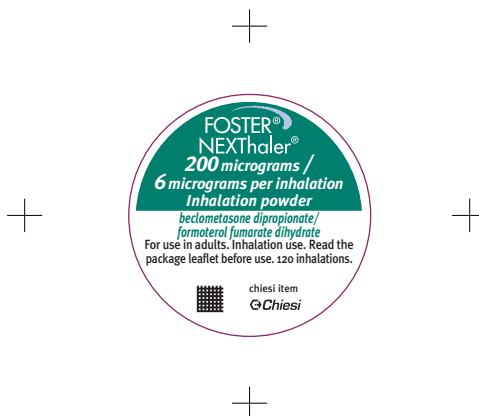 FOSTER®
NEXThaler®
200 micrograms /
6 micrograms per inhalation
Inhalation powder
beclometasone dipropionate/
formoterol fumarate dihydrate
For use in adults. Inhalation use. Read the
package leaflet before use. 120 inhalations.
chiesi item
Chiesi